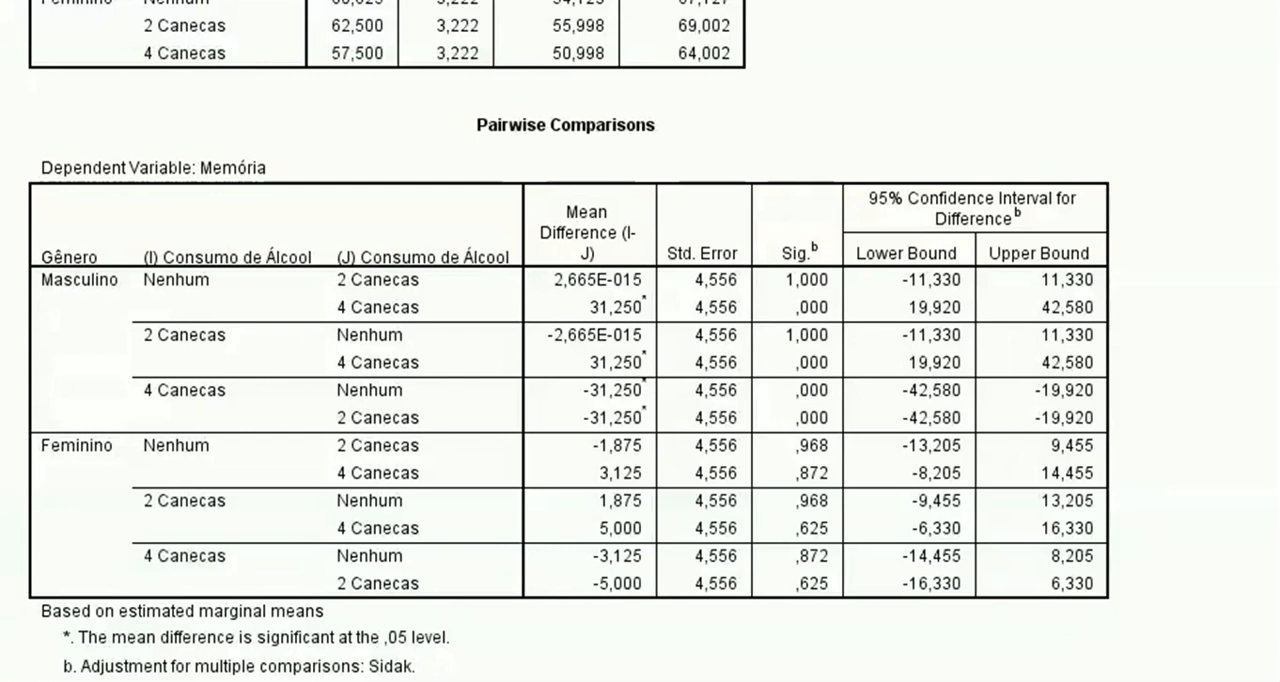 2 Canecas 62,500 3,222 55,998 69,002
4 Canecas 57,500 3,222 50,998 64,002
Pairwise Comparisons
Dependent Variable: Memória
Gênero (I) Consumo de Álcool (J) Consumo de Álcool Mean Difference (I-J) Std. Error Sig.b 95% Confidence Interval for Difference b
Lower Bound Upper Bound
Masculino Nenhum 2 Canecas 2,665E-015 4,556 1,000 -11,330 11,330
4 Canecas 31,250* 4,556 ,000 19,920 42,580
2 Canecas Nenhum -2,665E-015 4,556 1,000 -11,330 11,330
4 Canecas 31,250* 4,556 ,000 19,920 42,580
4 Canecas Nenhum -31,250* 4,556 ,000 -42,580 -19,920
2 Canecas -31,250* 4,556 ,000 -42,580 -19,920
Feminino Nenhum 2 Canecas -1,875 4,556 ,968 -13,205 9,455
4 Canecas 3,125 4,556 ,872 -8,205 14,455
2 Canecas Nenhum 1,875 4,556 ,968 -9,455 13,205
4 Canecas 5,000 4,556 ,625 -6,330 16,330
4 Canecas Nenhum -3,125 4,556 ,872 -14,455 8,205
2 Canecas -5,000 4,556 ,625 -16,330 6,330
Based on estimated marginal means
*. The mean difference is significant at the ,05 level.
b. Adjustment for multiple comparisons: Sidak.